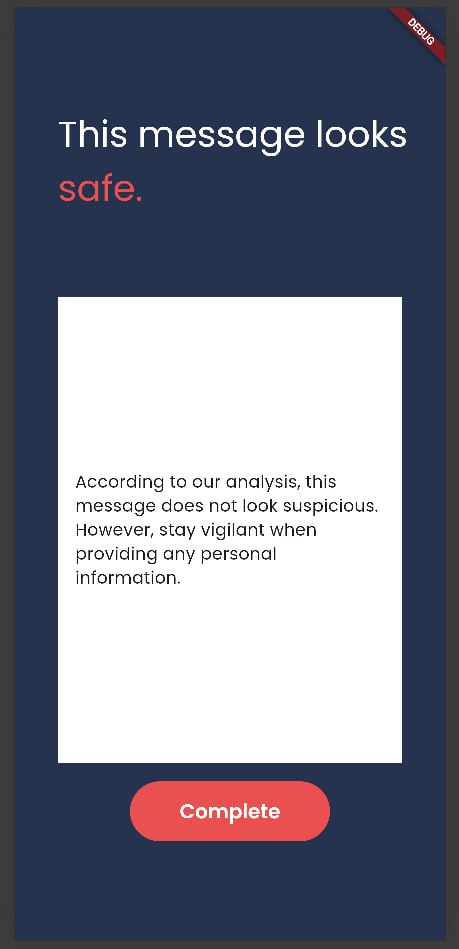 DEBUG
This message looks
safe.
According to our analysis, this
message does not look suspicious.
However, stay vigilant when
providing any personal
information.
Complete